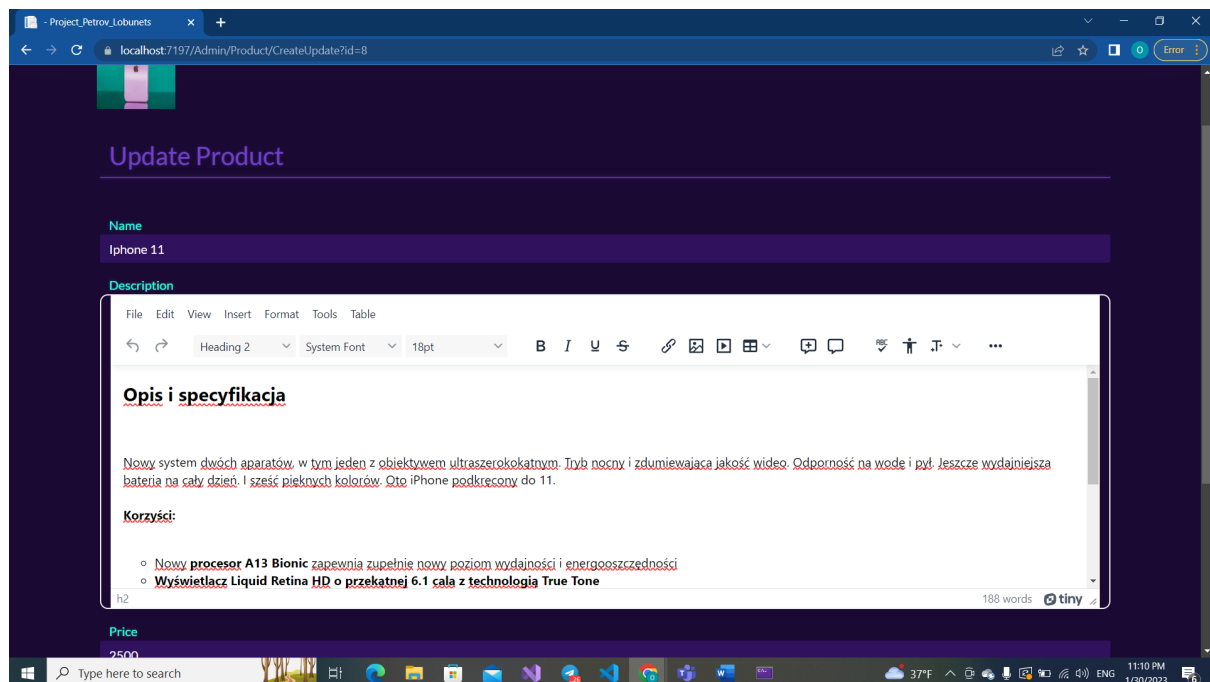 - Project_Petrov_Lobunets
localhost:7197/Admin/Product/CreateUpdate?id=8
O
Error
Update Product
Name
Iphone 11
Description
File Edit View Insert Format Tools Table
Heading 2 System Font 18pt B I U S
Opis i specyfikacja
Nowy system dwóch aparatów, w tym jeden z obiektywem ultraszerokokątnym. Tryb nocny i zdumiewająca jakość wideo. Odporność na wodę i pył. Jeszcze wydajniejsza
bateria na cały dzień. I sześć pięknych kolorów. Oto iPhone podkręcony do 11.
Korzyści:
Nowy procesor A13 Bionic zapewnia zupełnie nowy poziom wydajności i energooszczędności
Wyświetlacz Liquid Retina HD o przekątnej 6.1 cala z technologią True Tone
h2 188 words tiny
Price
2500
Type here to search
37°F ENG
11:10 PM
1/30/2023